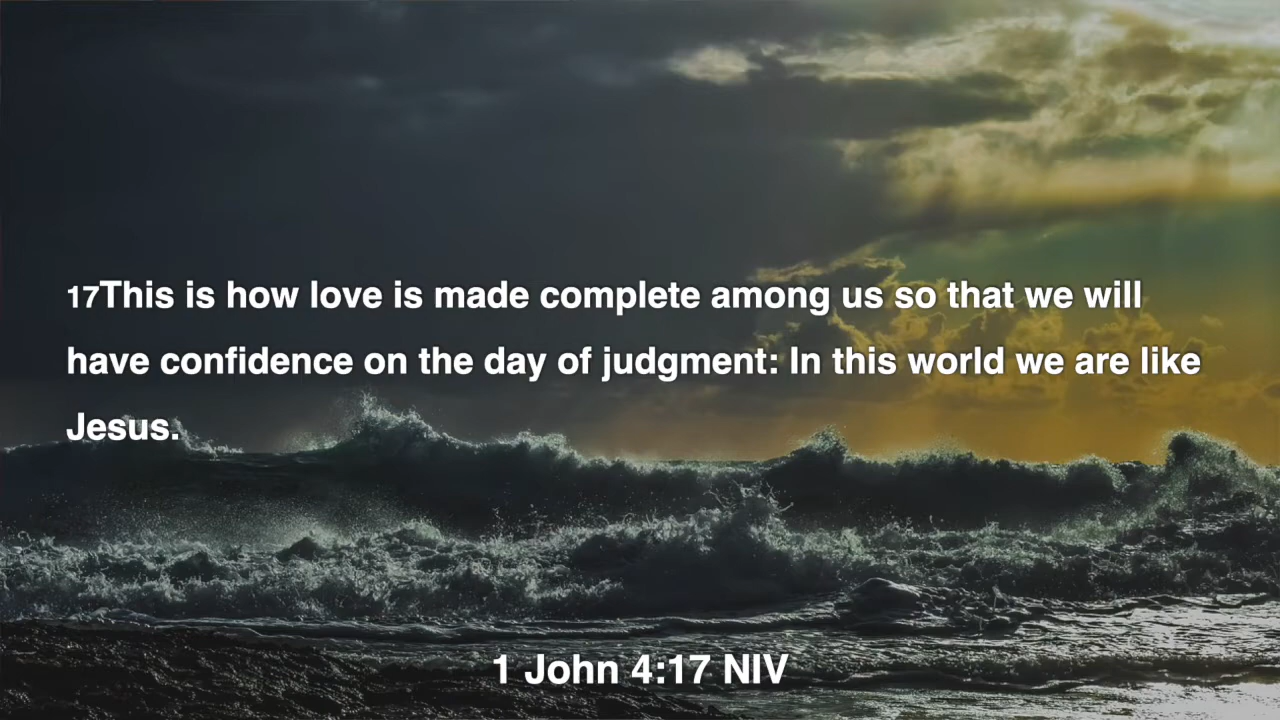 17This is how love is made complete among us so that we will
have confidence on the day of judgment: In this world we are like
Jesus.
1 John 4:17 NIV